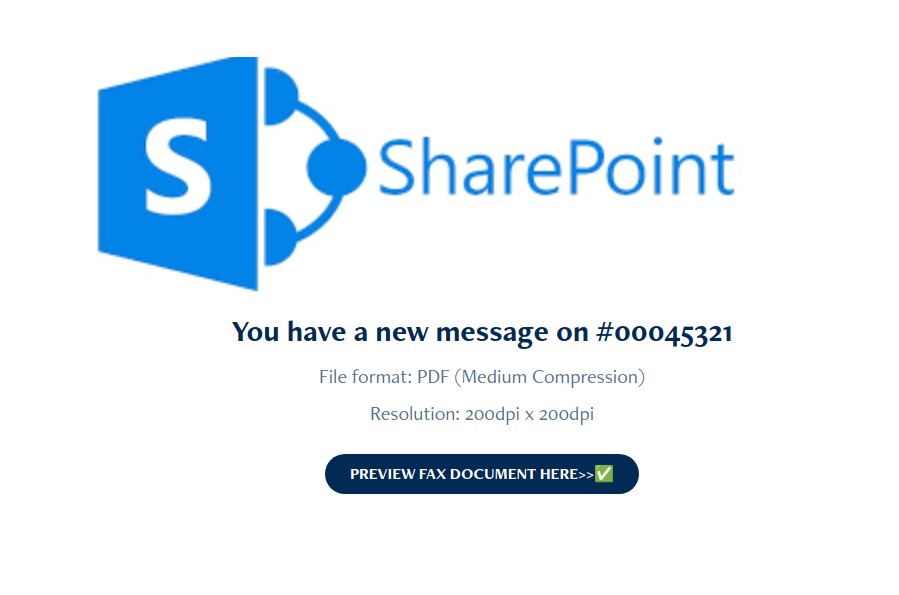 S SharePoint
You have a new message on #00045321
File format: PDF (Medium Compression)
Resolution: 200dpi x 200dpi
PREVIEW FAX DOCUMENT HERE>>✅